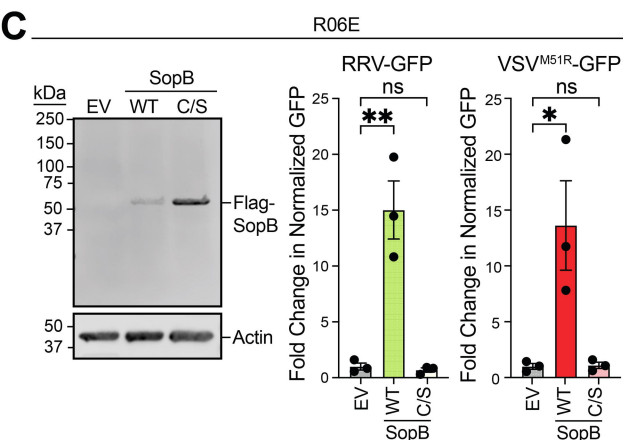 C
R06E
SopB
kDa
EV WT C/S
250
150
100
75
50
37
Flag-
SopB
50
37
Actin
RRV-GFP
ns
**
Fold Change in Normalized GFP
25
20
15
10
5
0
EV
WT
C/S
SopB
VSVᴹ⁵¹ᴿ-GFP
ns
*
Fold Change in Normalized GFP
25
20
15
10
5
0
EV
WT
C/S
SopB